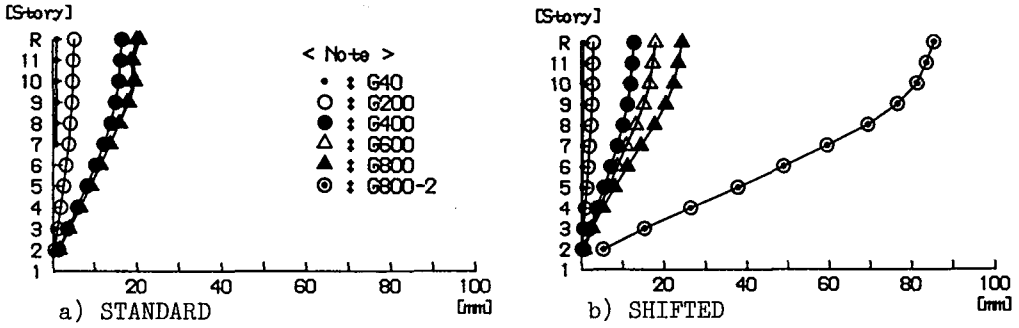 [Story]
R
11
10
9
8
7
6
5
4
3
2
1
20
40
60
80
100
[mm]
a) STANDARD
< Note >
• : G40
○ : G200
● : G400
△ : G600
▲ : G800
◉ : G800-2
[Story]
R
11
10
9
8
7
6
5
4
3
2
1
0
20
40
60
80
100
[mm]
b) SHIFTED